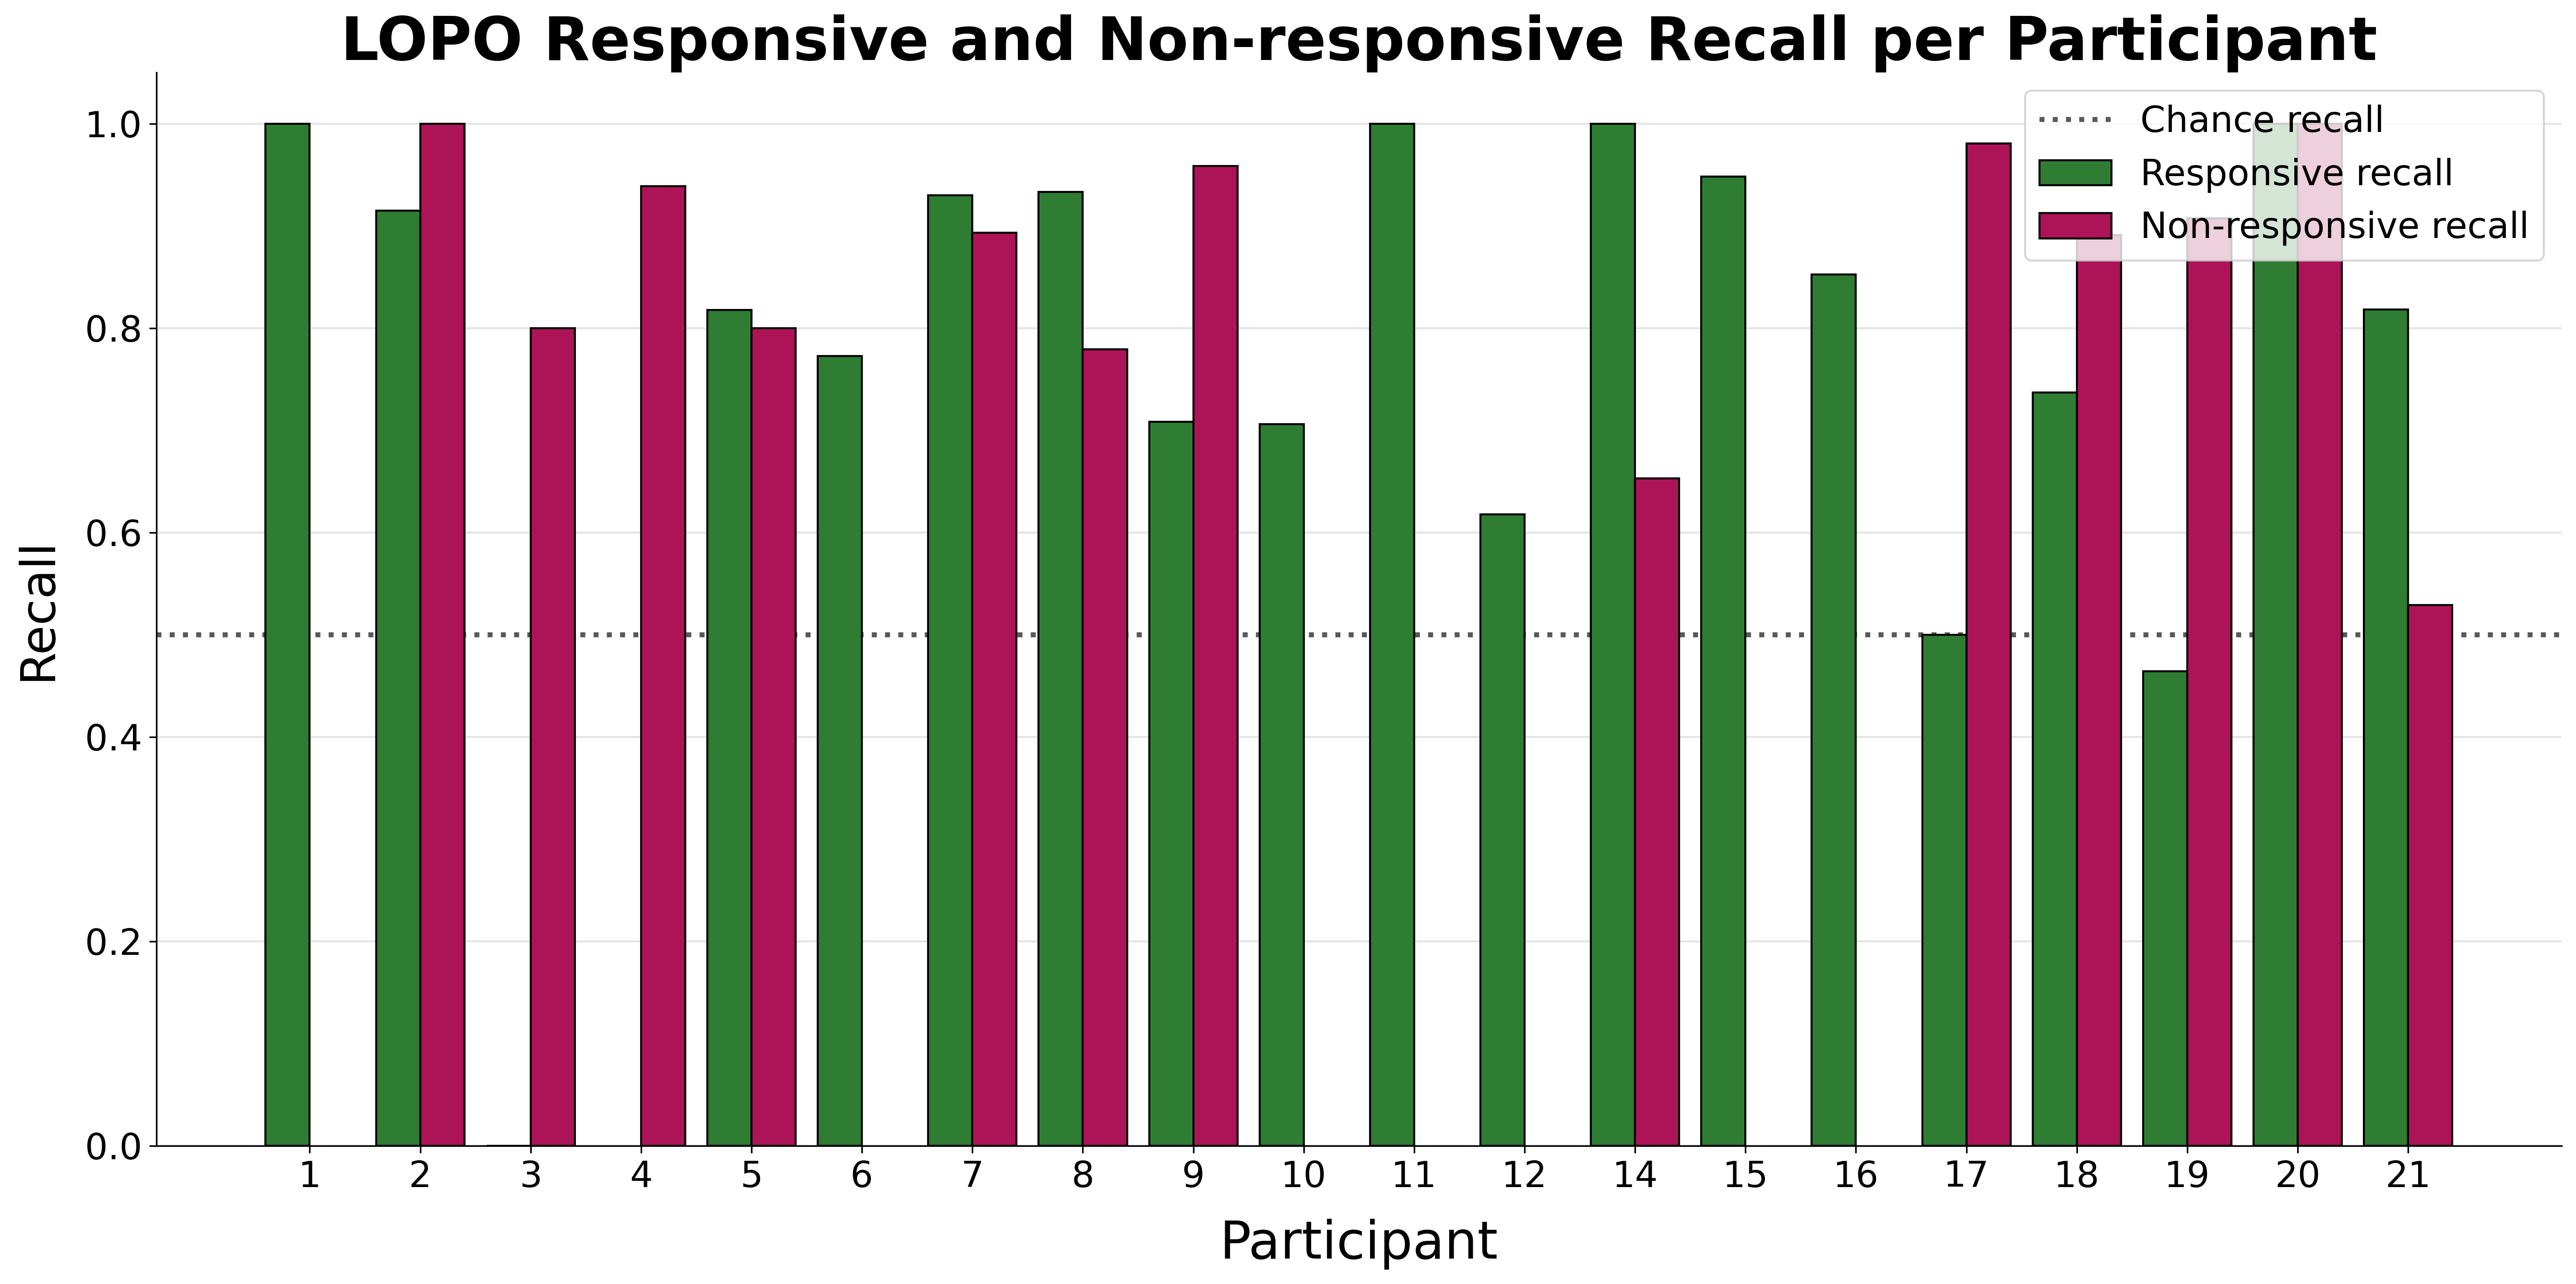 LOPO Responsive and Non-responsive Recall per Participant
Chance recall
Responsive recall
Non-responsive recall
1.0
0.8
0.6
0.4
0.2
0.0
Recall
1 2 3 4 5 6 7 8 9 10 11 12 14 15 16 17 18 19 20 21
Participant